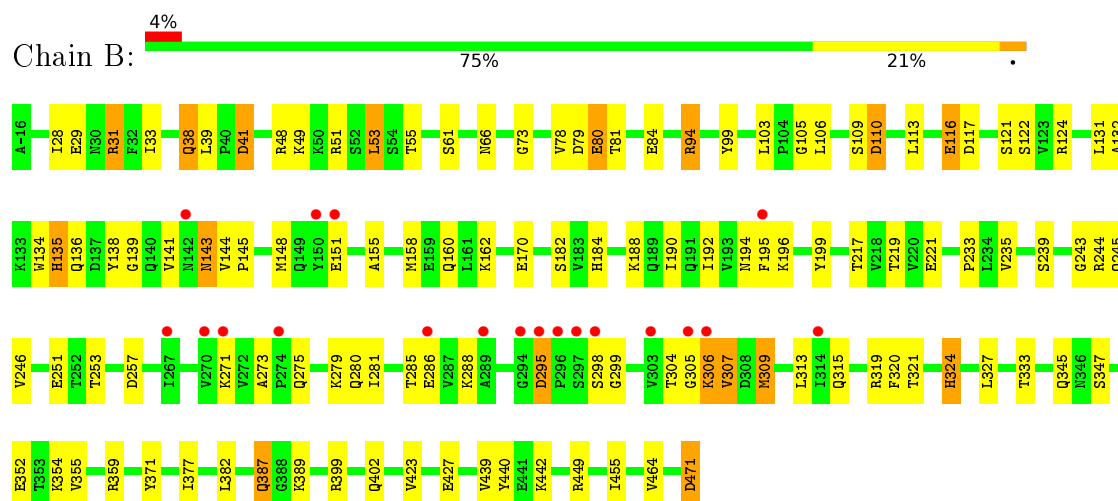 4%
Chain B:
75% 21% •
A-16 I28 E29 N30 R31 F32 I33 Q38 L39 P40 D41 R48 K49 K50 R51 S52 L53 S54 T55 S61 N66 G73 V78 D79 E80 T81 E84 R94 Y99 L103 P104 G105 L106 S109 D110 L113 E116 D117 S121 S122 V123 R124 L131 A132
K133 W134 H135 Q136 D137 Y138 G139 Q140 V141 N142 N143 V144 P145 M148 Q149 Y150 E151 A155 M158 E159 Q160 L161 K162 E170 S182 V183 H184 K188 Q189 I190 Q191 I192 V193 N194 F195 K196 Y199 T217 V218 T219 V220 E221 P233 L234 V235 S239 G243 R244 Q245
V246 E251 T252 T253 D257 I267 V270 K271 V272 A273 P274 Q275 K279 Q280 I281 T285 E286 V287 K288 A289 G294 D295 P296 S297 S298 G299 V303 T304 G305 K306 V307 D308 M309 L313 I314 Q315 R319 F320 T321 H324 L327 T333 Q345 N346 S347
E352 T353 K354 V355 R359 Y371 I377 L382 Q387 G388 K389 R399 Q402 V423 E427 V439 Y440 E441 K442 R449 I455 V464 D471